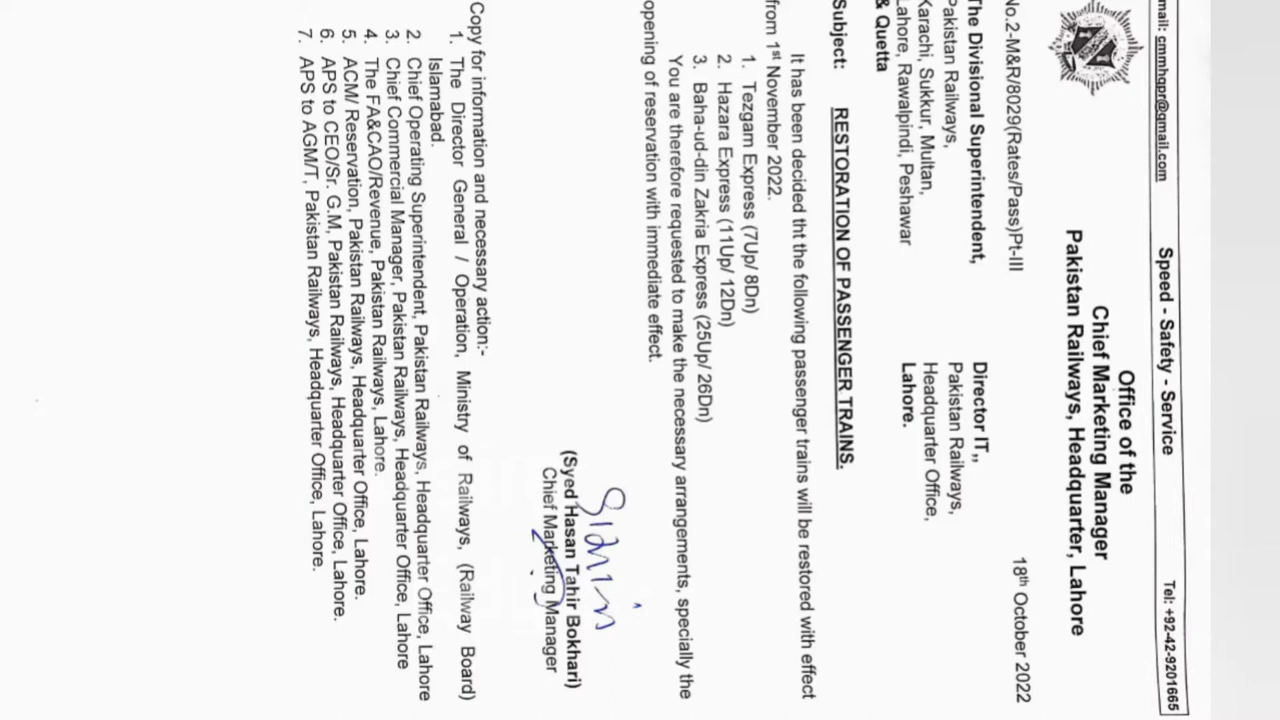 mail: cmmhqpr@gmail.com Speed - Safety - Service Tel: +92-42-9201665
Office of the
Chief Marketing Manager
Pakistan Railways, Headquarter, Lahore
No.2-M&R/8029(Rates/Pass)Pt-III 18th October 2022
The Divisional Superintendent, Director IT,,
Pakistan Railways, Pakistan Railways,
Karachi, Sukkur, Multan, Headquarter Office,
Lahore, Rawalpindi, Peshawar Lahore.
& Quetta
Subject: RESTORATION OF PASSENGER TRAINS.
It has been decided tht the following passenger trains will be restored with effect
from 1st November 2022.
1. Tezgam Express (7Up/ 8Dn)
2. Hazara Express (11Up/ 12Dn)
3. Baha-ud-din Zakria Express (25Up/ 26Dn)
You are therefore requested to make the necessary arrangements, specially the
opening of reservation with immediate effect.
(Syed Hasan Tahir Bokhari)
Chief Marketing Manager
Copy for information and necessary action:-
1. The Director General / Operation, Ministry of Railways, (Railway Board)
Islamabad.
2. Chief Operating Superintendent, Pakistan Railways, Headquarter Office, Lahore
3. Chief Commercial Manager, Pakistan Railways, Headquarter Office, Lahore
4. The FA&CAO/Revenue, Pakistan Railways, Lahore.
5. ACM/ Reservation, Pakistan Railways, Headquarter Office, Lahore.
6. APS to CEO/Sr. G.M, Pakistan Railways, Headquarter Office, Lahore.
7. APS to AGM/T, Pakistan Railways, Headquarter Office, Lahore.